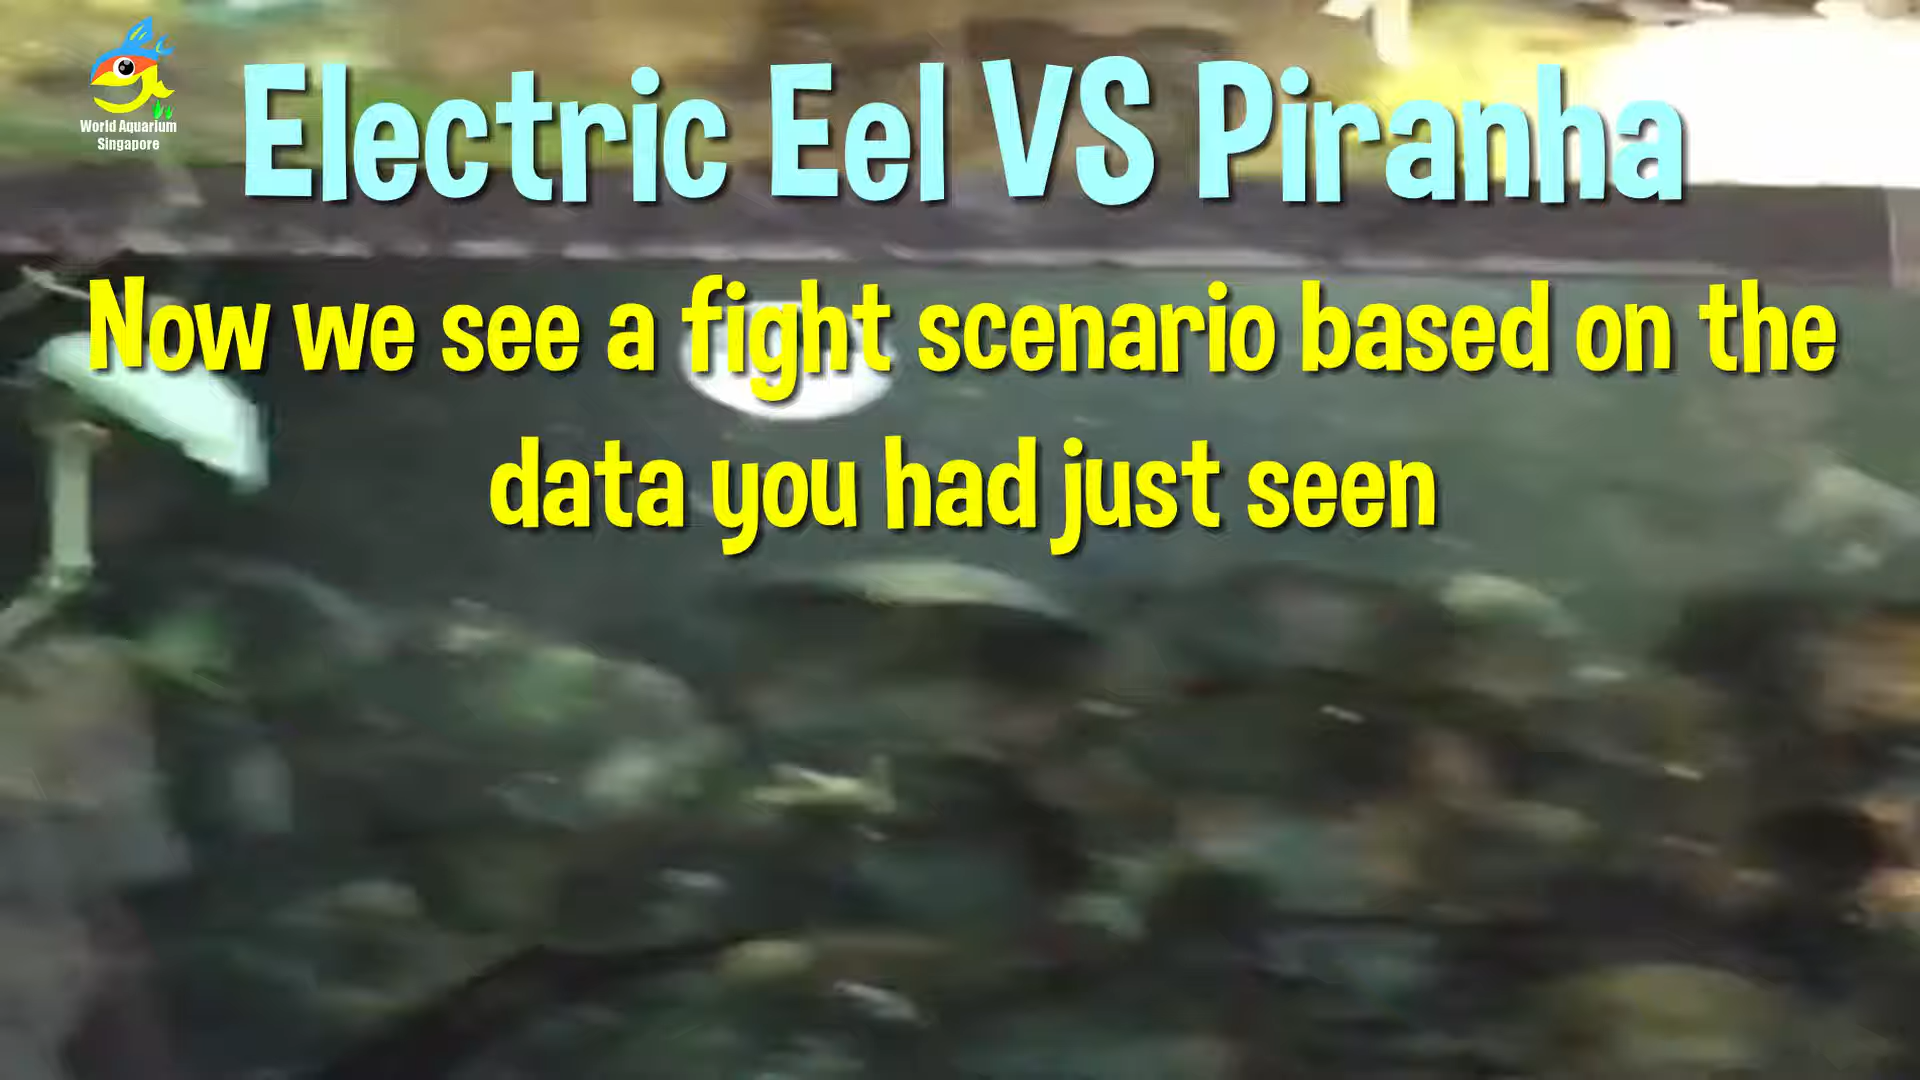 World Aquarium
Singapore
Electric Eel VS Piranha
Now we see a fight scenario based on the
data you had just seen